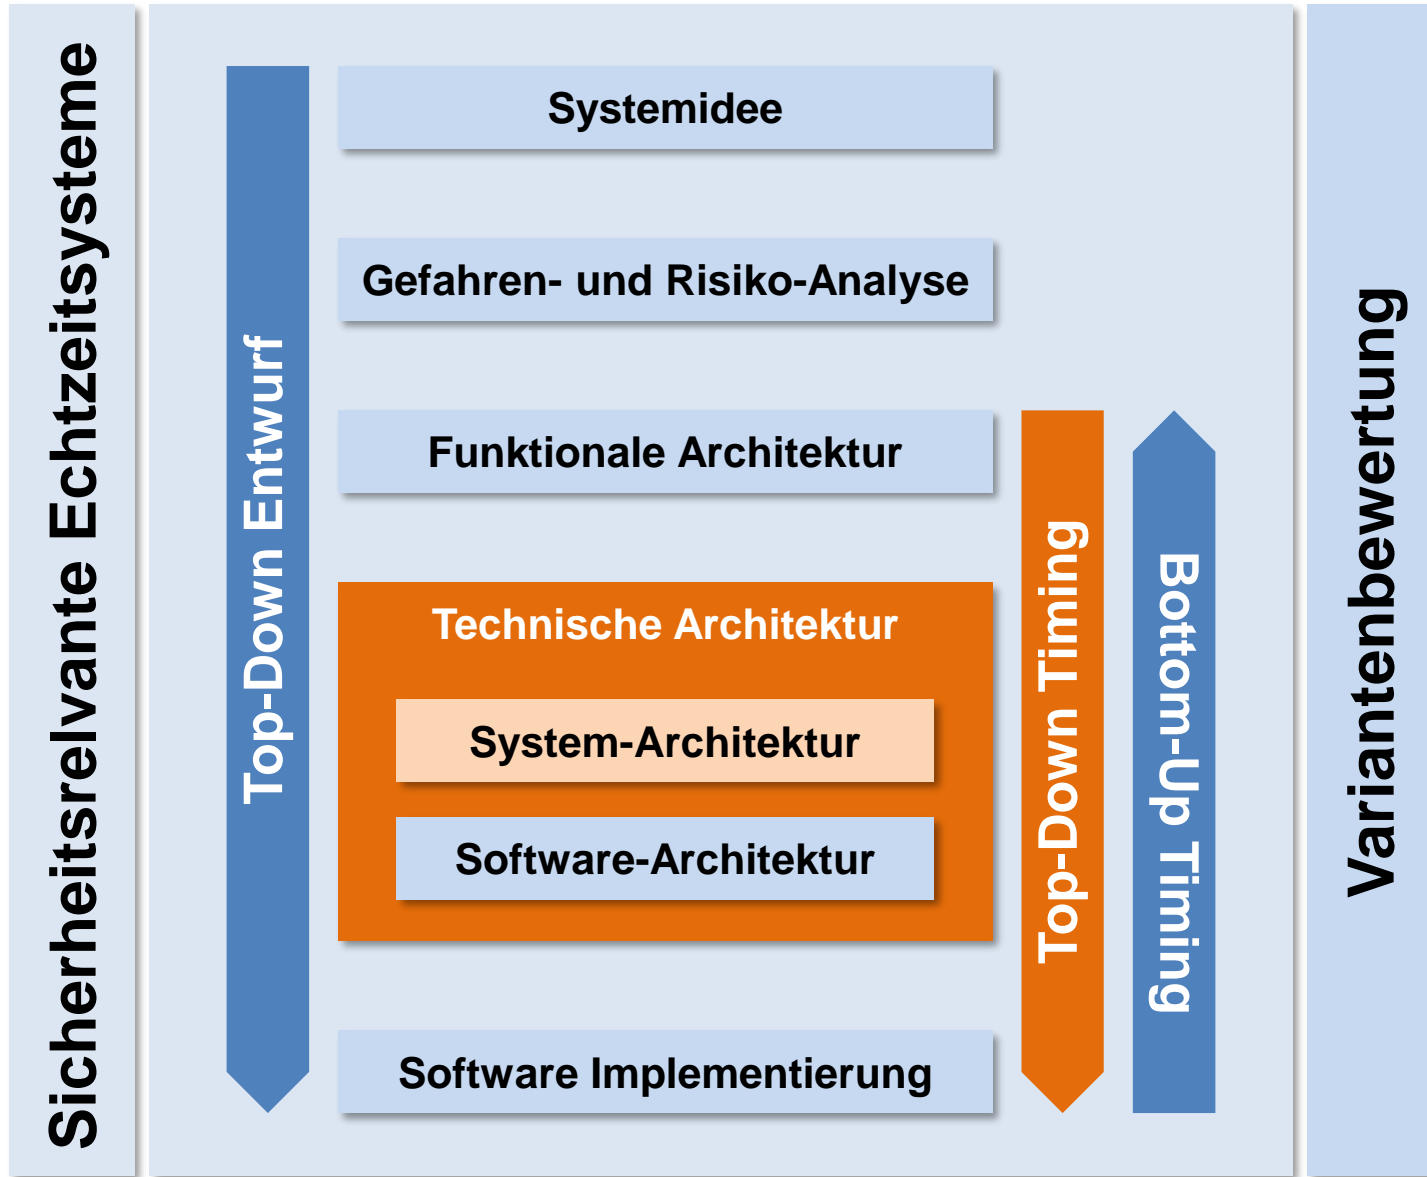 Sicherheitsrelvante Echtzeitsysteme
Top-Down Entwurf
Systemidee
Gefahren- und Risiko-Analyse
Funktionale Architektur
Technische Architektur
System-Architektur
Software-Architektur
Software Implementierung
Top-Down Timing
Bottom-Up Timing
Variantenbewertung